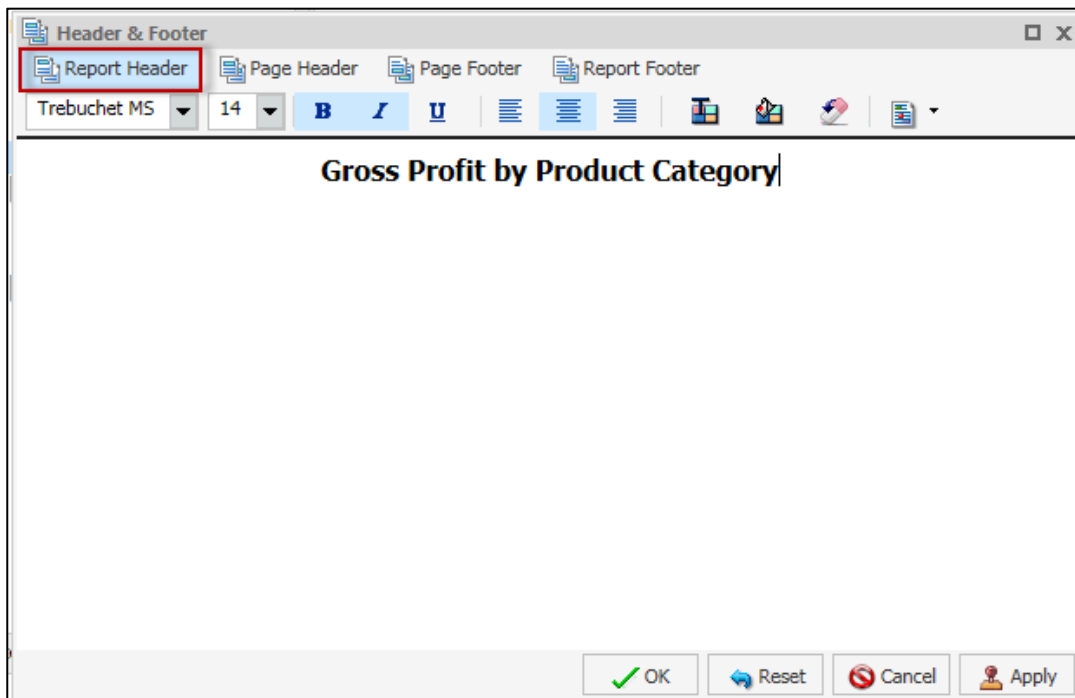 Header & Footer
Report Header Page Header Page Footer Report Footer
Trebuchet MS 14 B I U
Gross Profit by Product Category
OK Reset Cancel Apply